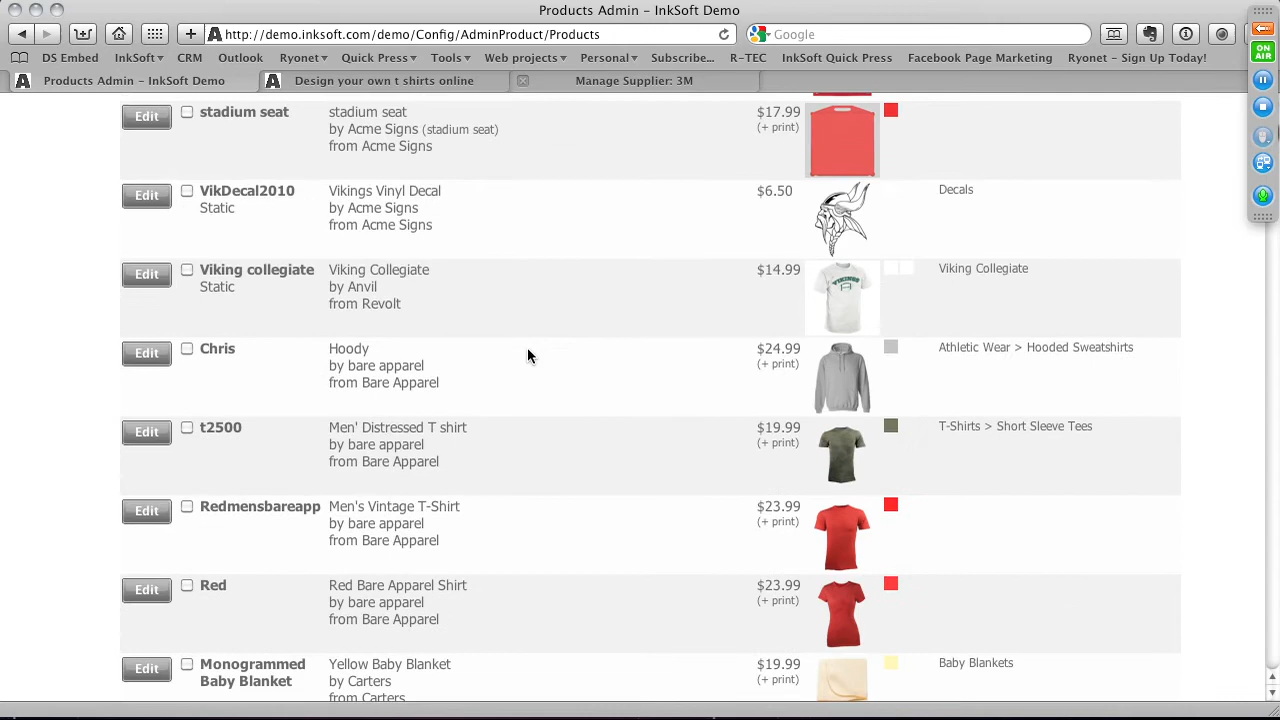 Products Admin – InkSoft Demo
http://demo.inksoft.com/demo/Config/AdminProduct/Products
Google
DS Embed InkSoft▾ CRM Outlook Ryonet▾ Quick Press▾ Tools▾ Web projects▾ Personal▾ Subscribe... R-TEC InkSoft Quick Press Facebook Page Marketing Ryonet – Sign Up Today!
Products Admin – InkSoft Demo Design your own t shirts online Manage Supplier: 3M
ON AIR
Edit stadium seat stadium seat $17.99
by Acme Signs (stadium seat) (+ print)
from Acme Signs
Edit VikDecal2010 Vikings Vinyl Decal $6.50 Decals
Static by Acme Signs
from Acme Signs
Edit Viking collegiate Viking Collegiate $14.99 Viking Collegiate
Static by Anvil
from Revolt
VIKINGS
Edit Chris Hoody $24.99 Athletic Wear > Hooded Sweatshirts
by bare apparel (+ print)
from Bare Apparel
Edit t2500 Men' Distressed T shirt $19.99 T-Shirts > Short Sleeve Tees
by bare apparel (+ print)
from Bare Apparel
Edit Redmensbareapp Men's Vintage T-Shirt $23.99
by bare apparel (+ print)
from Bare Apparel
Edit Red Red Bare Apparel Shirt $23.99
by bare apparel (+ print)
from Bare Apparel
Edit Monogrammed Yellow Baby Blanket $19.99 Baby Blankets
Baby Blanket by Carters (+ print)
from Carters